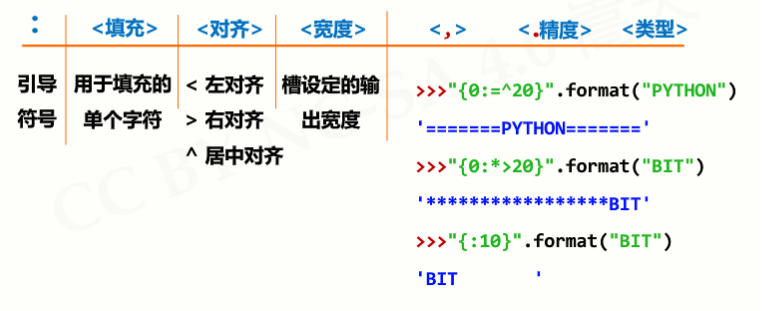 : <填充> <对齐> <宽度> <,> <.精度> <类型>
引导符号
用于填充的单个字符
< 左对齐
> 右对齐
^ 居中对齐
槽设定的输出宽度
>>>"{0:=^20}".format("PYTHON")
'=======PYTHON======='
>>>"{0:*>20}".format("BIT")
'*****************BIT'
>>>"{:10}".format("BIT")
'BIT       '
CC BY-NC-SA 4.0 嵩天